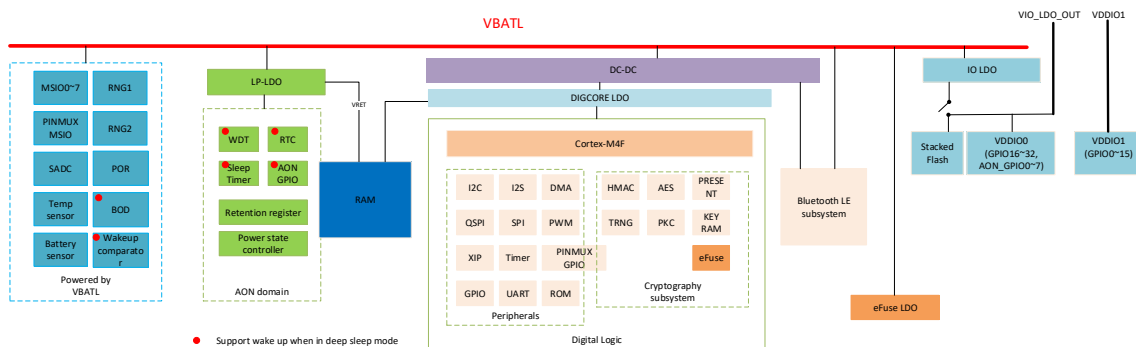 VBATL
VIO_LDO_OUT
VDDIO1
MSIO0~7
RNG1
PINMUX
MSIO
RNG2
SADC
POR
Temp
sensor
BOD
Battery
sensor
Wakeup
comparato
r
Powered by
VBATL
LP-LDO
VRET
WDT
RTC
Sleep
Timer
AON
GPIO
Retention register
Power state
controller
AON domain
RAM
DC-DC
DIGCORE LDO
Cortex-M4F
I2C
I2S
DMA
QSPI
SPI
PWM
XIP
Timer
PINMUX
GPIO
GPIO
UART
ROM
Peripherals
HMAC
AES
PRESE
NT
TRNG
PKC
KEY
RAM
eFuse
Cryptography
subsystem
Digital Logic
Bluetooth LE
subsystem
eFuse LDO
IO LDO
Stacked
Flash
VDDIO0
(GPIO16~32,
AON_GPIO0~7)
VDDIO1
(GPIO0~15)
Support wake up when in deep sleep mode